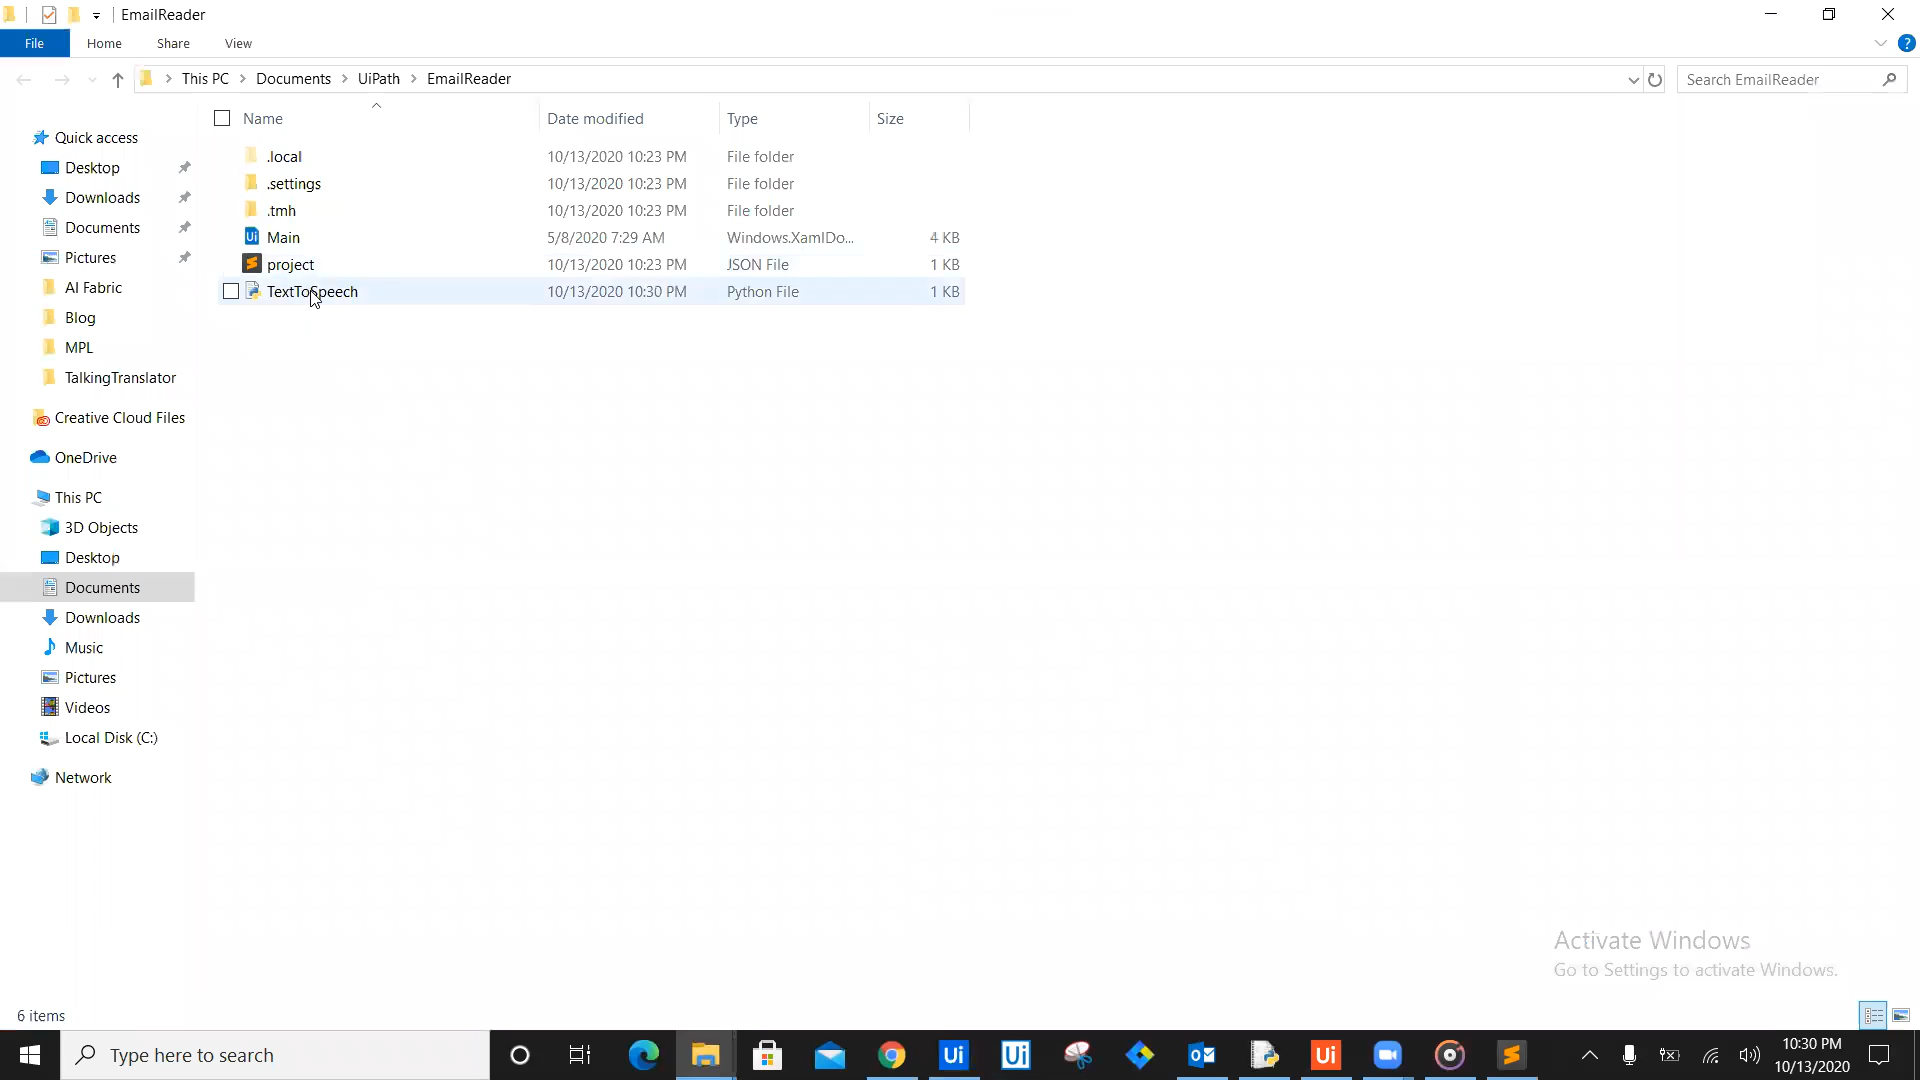 EmailReader
File Home Share View
This PC Documents UiPath EmailReader
Search EmailReader
Name Date modified Type Size
Quick access
Desktop
Downloads
Documents
Pictures
AI Fabric
Blog
MPL
TalkingTranslator
Creative Cloud Files
OneDrive
This PC
3D Objects
Desktop
Documents
Downloads
Music
Pictures
Videos
Local Disk (C:)
Network
.local 10/13/2020 10:23 PM File folder
.settings 10/13/2020 10:23 PM File folder
.tmh 10/13/2020 10:23 PM File folder
Main 5/8/2020 7:29 AM Windows.XamlDo... 4 KB
project 10/13/2020 10:23 PM JSON File 1 KB
TextToSpeech 10/13/2020 10:30 PM Python File 1 KB
Activate Windows
Go to Settings to activate Windows.
6 items
Type here to search
10:30 PM
10/13/2020